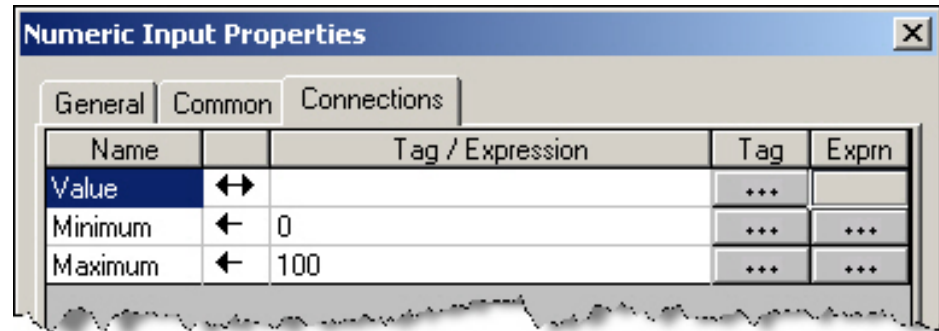 Numeric Input Properties
General Common Connections
Name Tag / Expression Tag Exprn
Value ...
Minimum 0 ... ...
Maximum 100 ... ...